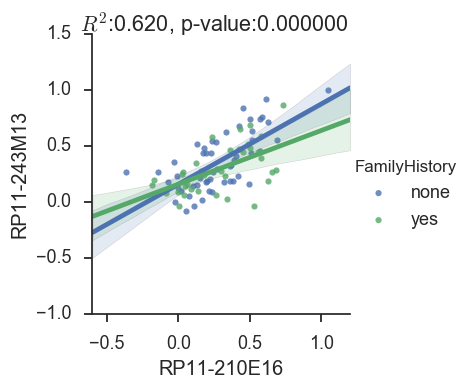 R²:0.620, p-value:0.000000
1.5
1.0
0.5
0.0
−0.5
−1.0
RP11-243M13
−0.5 0.0 0.5 1.0
RP11-210E16
FamilyHistory
none
yes